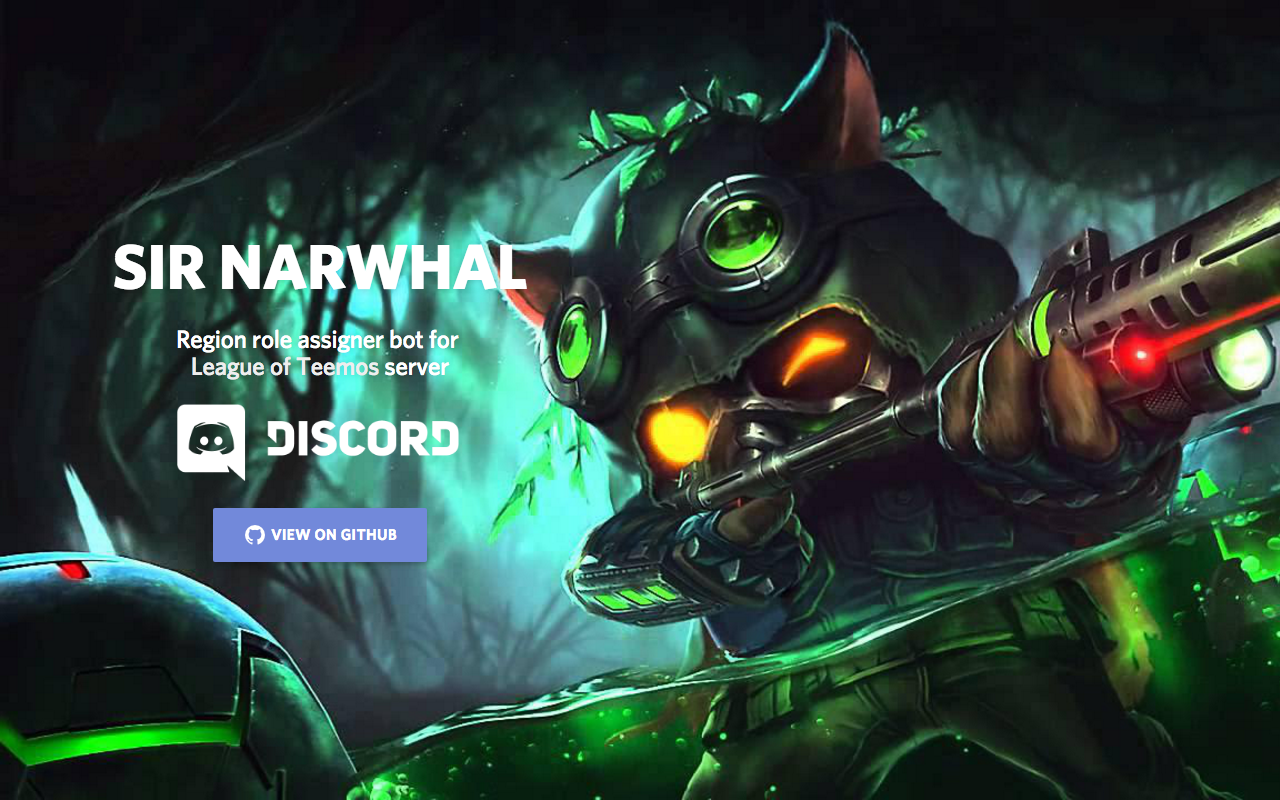 SIR NARWHAL
Region role assigner bot for
League of Teemos server
DISCORD
VIEW ON GITHUB